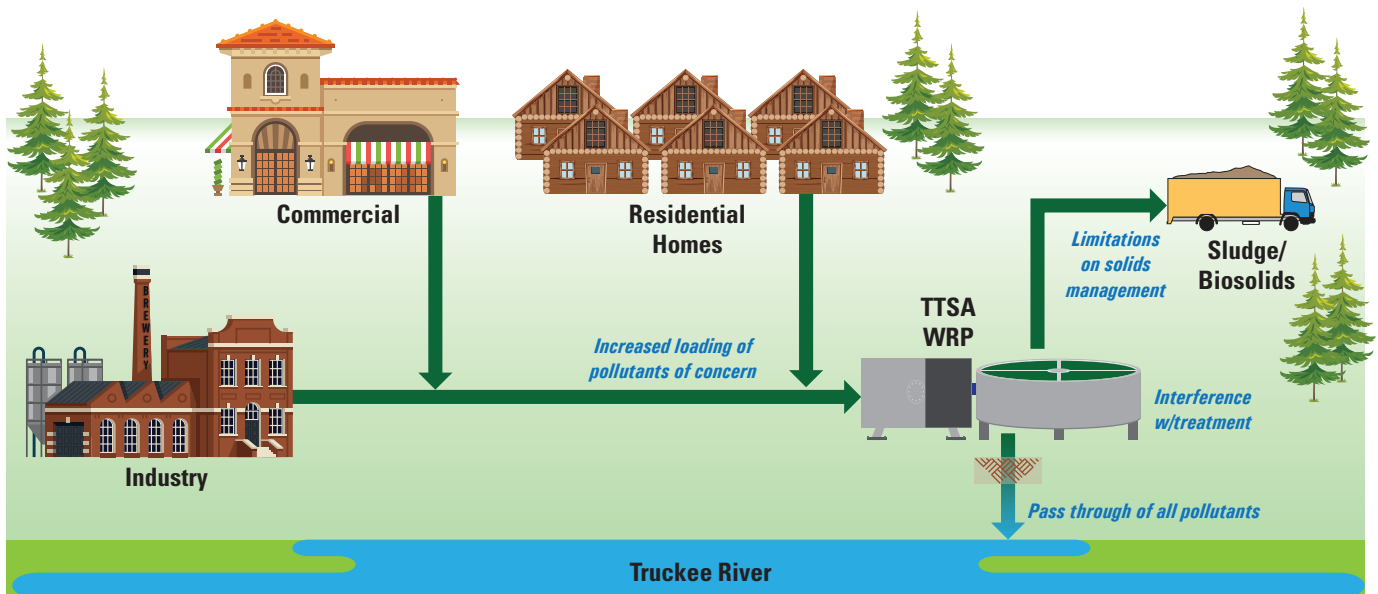 Commercial
Residential
Homes
BREWERY
Industry
Increased loading of
pollutants of concern
TTSA
WRP
Limitations
on solids
management
Sludge/
Biosolids
Interference
w/treatment
Pass through of all pollutants
Truckee River